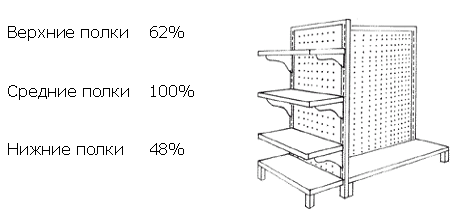 Верхние полки 62%
Средние полки 100%
Нижние полки 48%